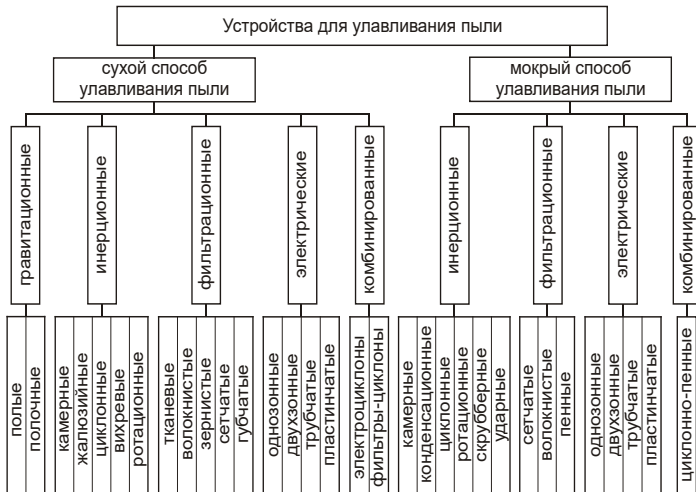 Устройства для улавливания пыли
сухой способ
улавливания пыли
мокрый способ
улавливания пыли
гравитационные
инерционные
фильтрационные
электрические
комбинированные
инерционные
фильтрационные
электрические
комбинированные
полые
полочные
камерные
жалюзийные
циклонные
вихревые
ротационные
тканевые
волокнистые
зернистые
сетчатые
губчатые
однозонные
двухзонные
трубчатые
пластинчатые
электроциклоны
фильтры-циклоны
камерные
конденсационные
циклонные
ротационные
скрубберные
ударные
сетчатые
волокнистые
пенные
однозонные
двухзонные
трубчатые
пластинчатые
циклонно-пенные